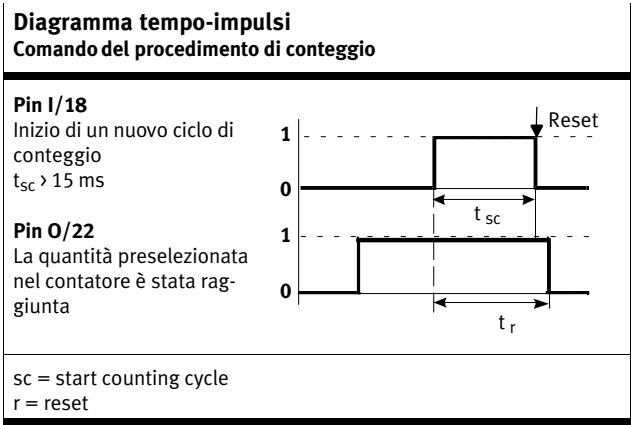 Diagramma tempo-impulsi
Comando del procedimento di conteggio
Pin I/18
Inizio di un nuovo ciclo di
conteggio
tsc > 15 ms
Reset
1
0
t sc
Pin O/22
La quantità preselezionata
nel contatore è stata rag-
giunta
1
0
t r
sc = start counting cycle
r = reset